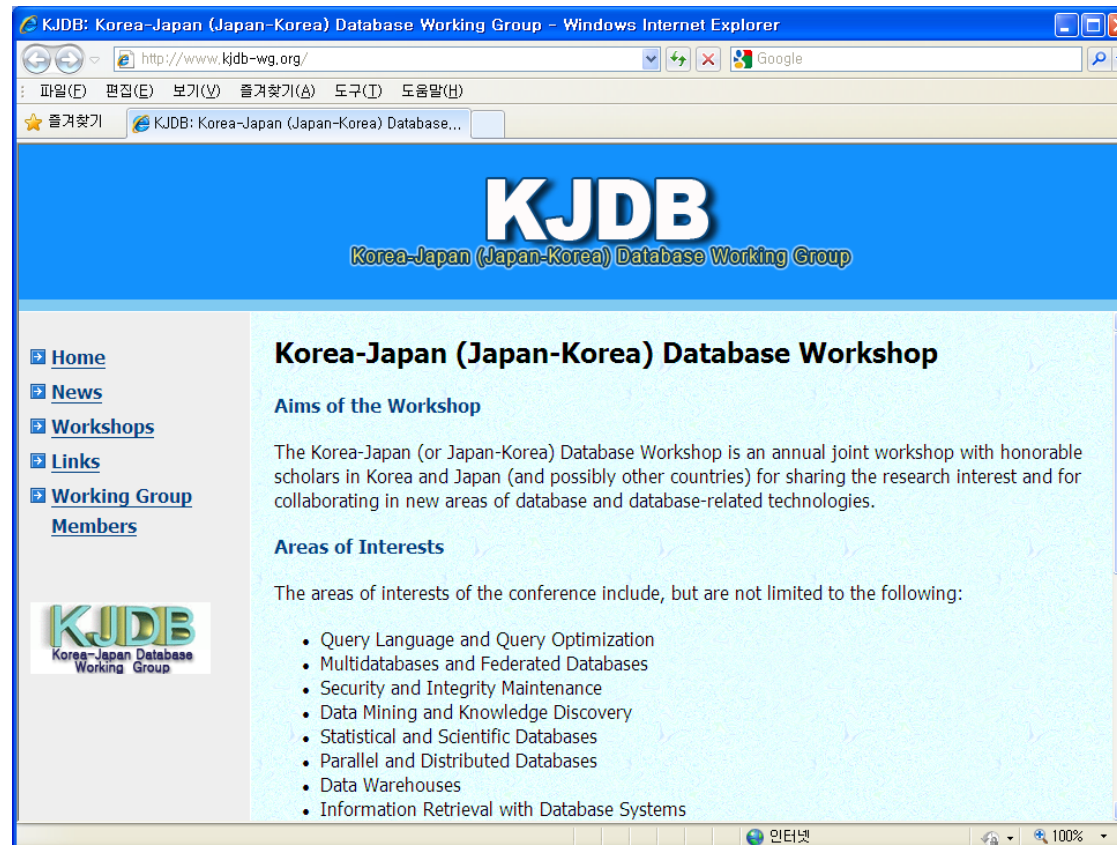 KJDB: Korea-Japan (Japan-Korea) Database Working Group - Windows Internet Explorer
http://www.kjdb-wg.org/
Google
파일(F) 편집(E) 보기(V) 즐겨찾기(A) 도구(T) 도움말(H)
즐겨찾기
KJDB: Korea-Japan (Japan-Korea) Database...
KJDB
Korea-Japan (Japan-Korea) Database Working Group
Home
News
Workshops
Links
Working Group
Members
KJDB
Korea-Japan Database
Working Group
Korea-Japan (Japan-Korea) Database Workshop
Aims of the Workshop
The Korea-Japan (or Japan-Korea) Database Workshop is an annual joint workshop with honorable
scholars in Korea and Japan (and possibly other countries) for sharing the research interest and for
collaborating in new areas of database and database-related technologies.
Areas of Interests
The areas of interests of the conference include, but are not limited to the following:
• Query Language and Query Optimization
• Multidatabases and Federated Databases
• Security and Integrity Maintenance
• Data Mining and Knowledge Discovery
• Statistical and Scientific Databases
• Parallel and Distributed Databases
• Data Warehouses
• Information Retrieval with Database Systems
인터넷
100%